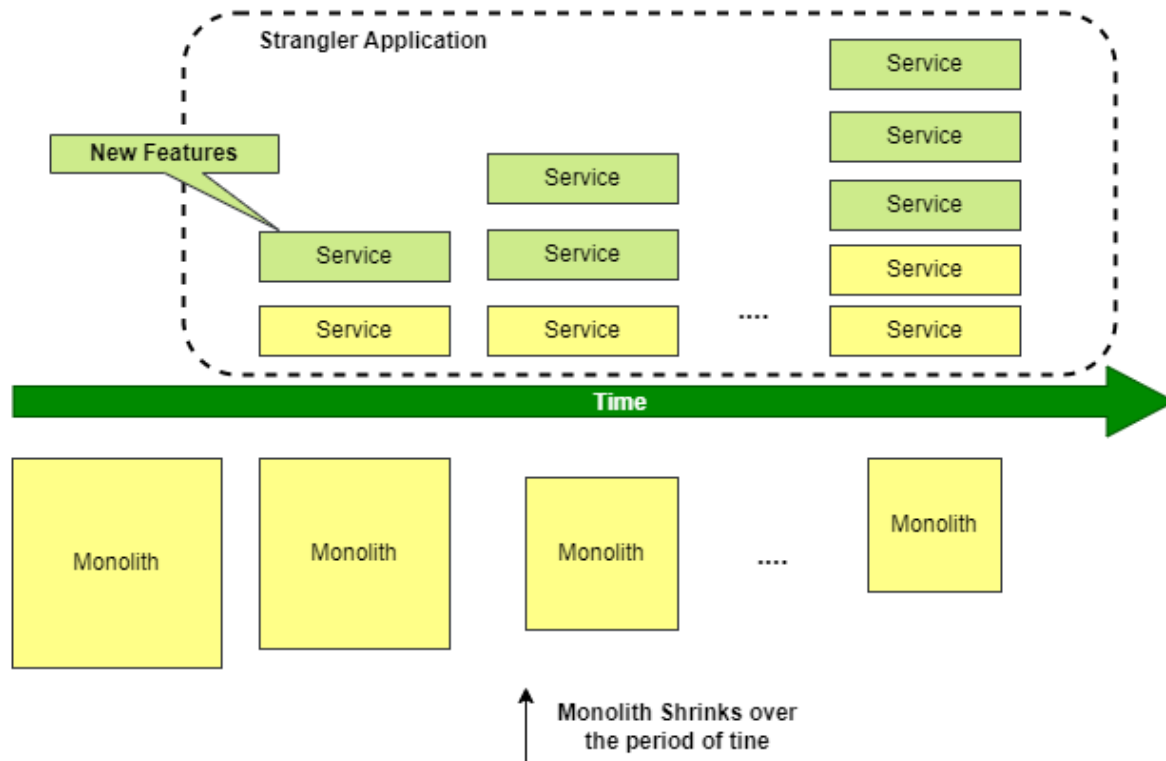 Strangler Application
Service
Service
New Features
Service
Service
Service
Service
Service
Service
Service
Service
....
Service
Time
Monolith
Monolith
Monolith
....
Monolith
Monolith Shrinks over
the period of tine